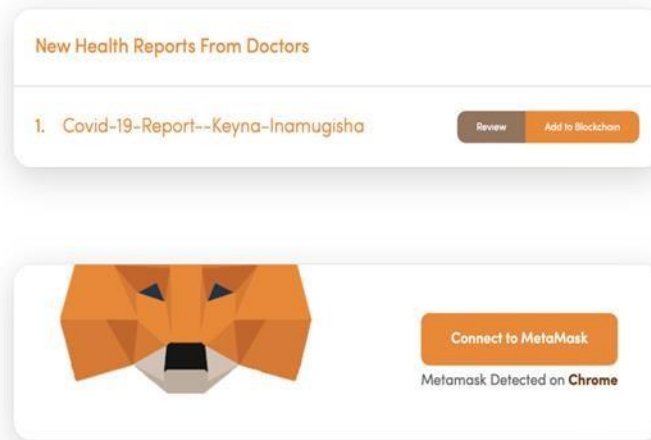 New Health Reports From Doctors
1. Covid-19-Report--Keyna-Inamugisha
Review Add to Blockchain
Connect to MetaMask
Metamask Detected on Chrome